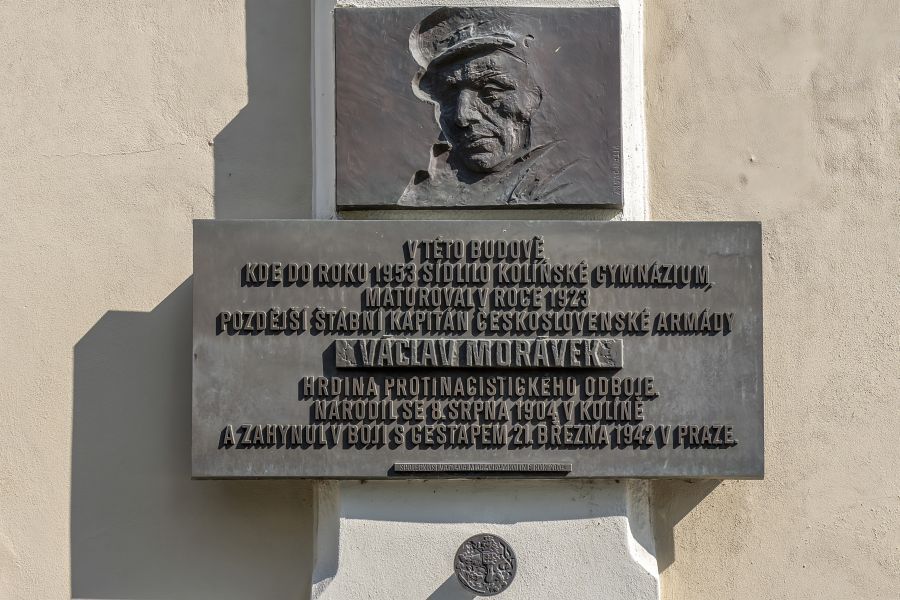 V TÉTO BUDOVĚ,
KDE DO ROKU 1953 SÍDLILO KOLÍNSKÉ GYMNÁZIUM,
MATUROVAL V ROCE 1923
POZDĚJŠÍ ŠTÁBNÍ KAPITÁN ČESKOSLOVENSKÉ ARMÁDY
VÁCLAV MORÁVEK
HRDINA PROTINACISTICKÉHO ODBOJE.
NARODIL SE 8. SRPNA 1904 V KOLÍNĚ
A ZAHYNUL V BOJI S GESTAPEM 21. BŘEZNA 1942 V PRAZE.